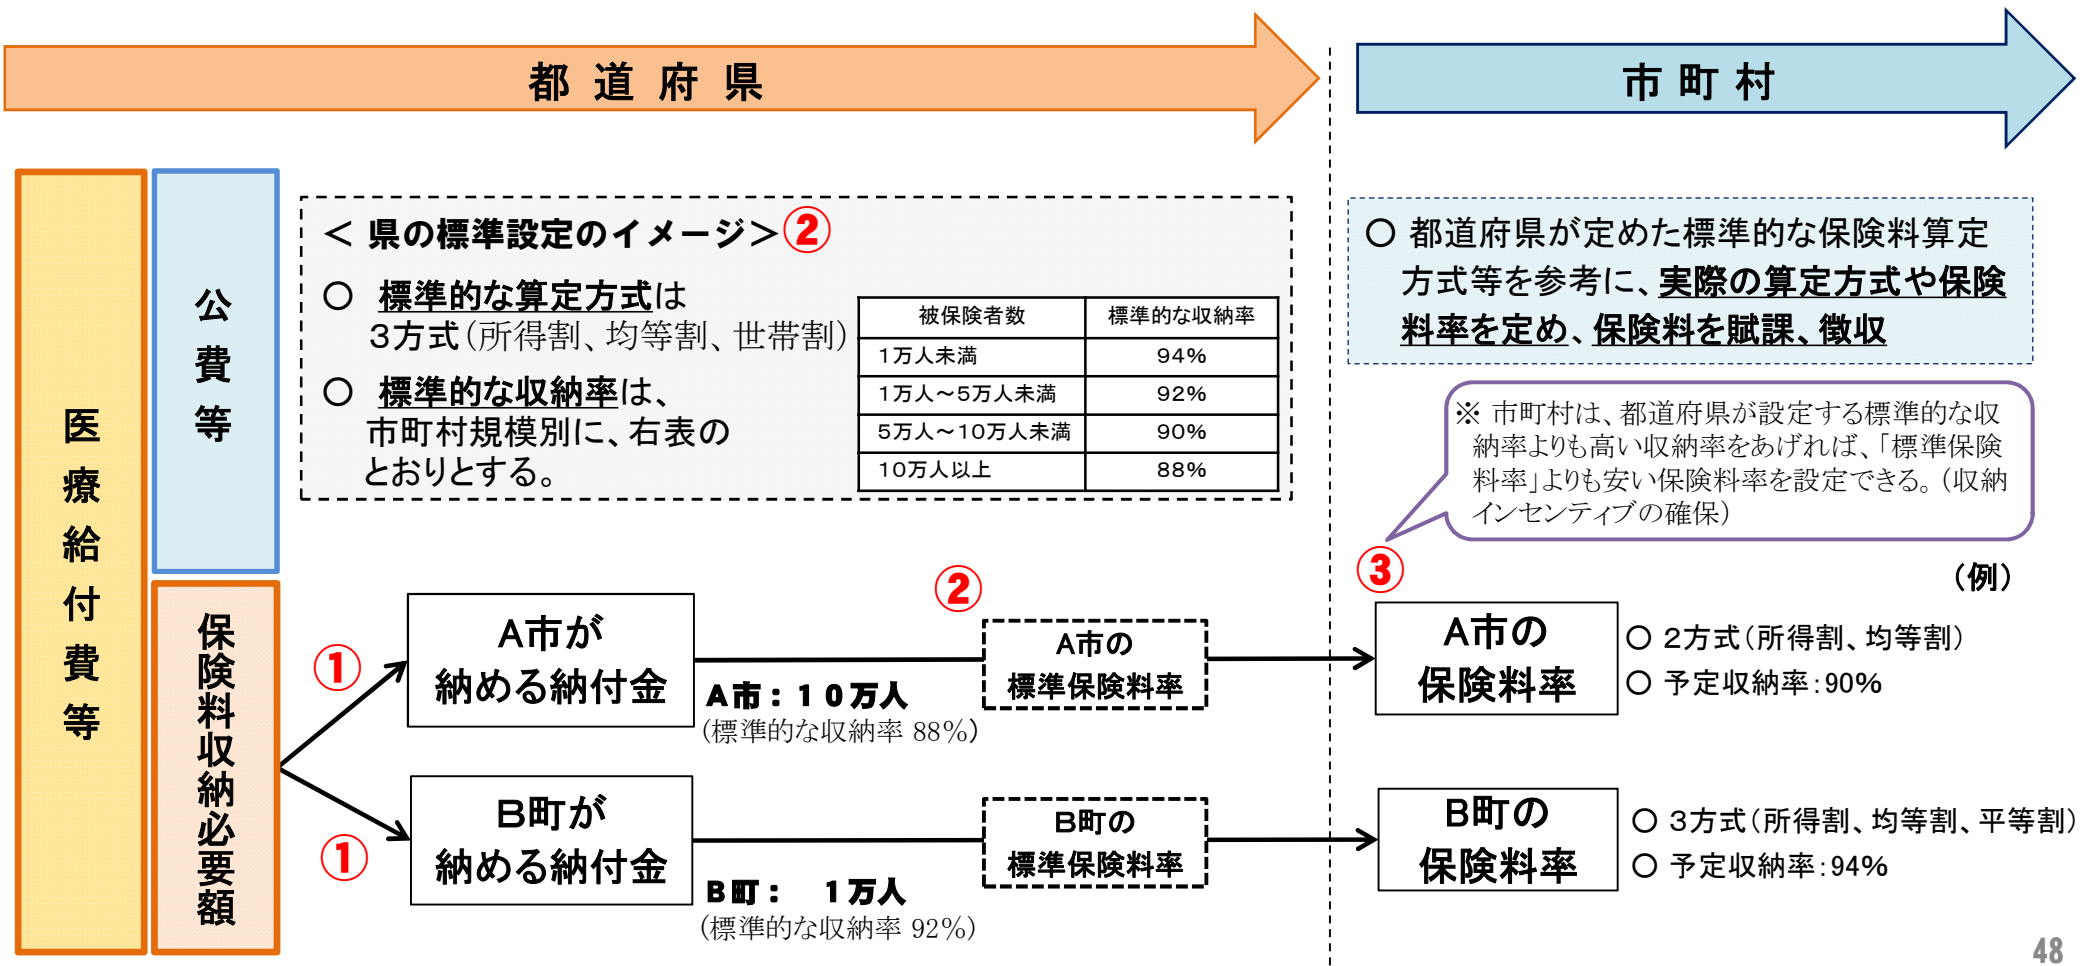 都道府県
市町村
医療給付費等
公費等
保険料収納必要額
＜ 県の標準設定のイメージ＞②
○ 標準的な算定方式は
３方式(所得割、均等割、世帯割)
○ 標準的な収納率は、
市町村規模別に、右表の
とおりとする。
被保険者数 標準的な収納率
1万人未満 94%
1万人～5万人未満 92%
5万人～10万人未満 90%
10万人以上 88%
○ 都道府県が定めた標準的な保険料算定
方式等を参考に、実際の算定方式や保険
料率を定め、保険料を賦課、徴収
※ 市町村は、都道府県が設定する標準的な収
納率よりも高い収納率をあげれば、「標準保険
料率」よりも安い保険料率を設定できる。(収納
インセンティブの確保)
①
A市が
納める納付金
A市：１０万人
(標準的な収納率 88%)
②
A市の
標準保険料率
③
(例)
A市の
保険料率
○ 2方式(所得割、均等割)
○ 予定収納率：90%
①
B町が
納める納付金
B町： １万人
(標準的な収納率 92%)
B町の
標準保険料率
B町の
保険料率
○ 3方式(所得割、均等割、平等割)
○ 予定収納率：94%
48